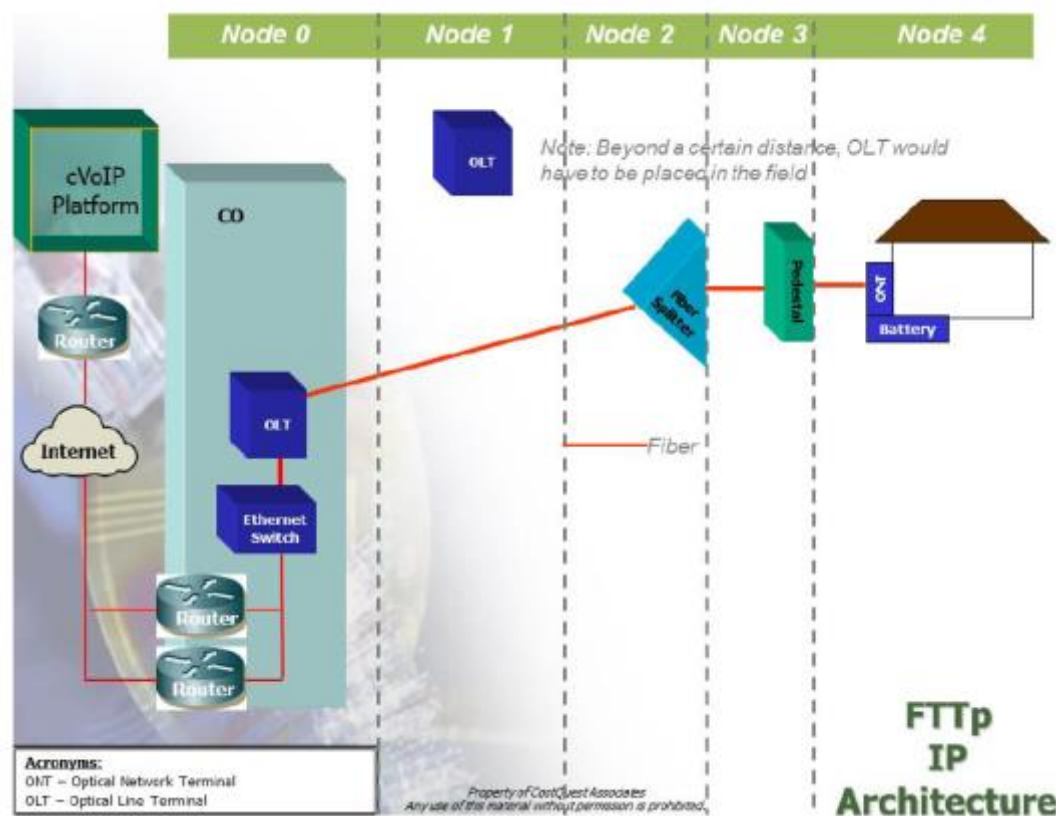 Node 0
Node 1
Node 2
Node 3
Node 4
cVoIP
Platform
CO
OLT
Note: Beyond a certain distance, OLT would
have to be placed in the field
Router
Fiber
Splitter
Pedestal
ONT
Battery
OLT
Internet
Fiber
Ethernet
Switch
Router
Router
FTTp
IP
Architecture
Acronyms:
ONT – Optical Network Terminal
OLT – Optical Line Terminal
Property of CostQuest Associates
Any use of this material without permission is prohibited.